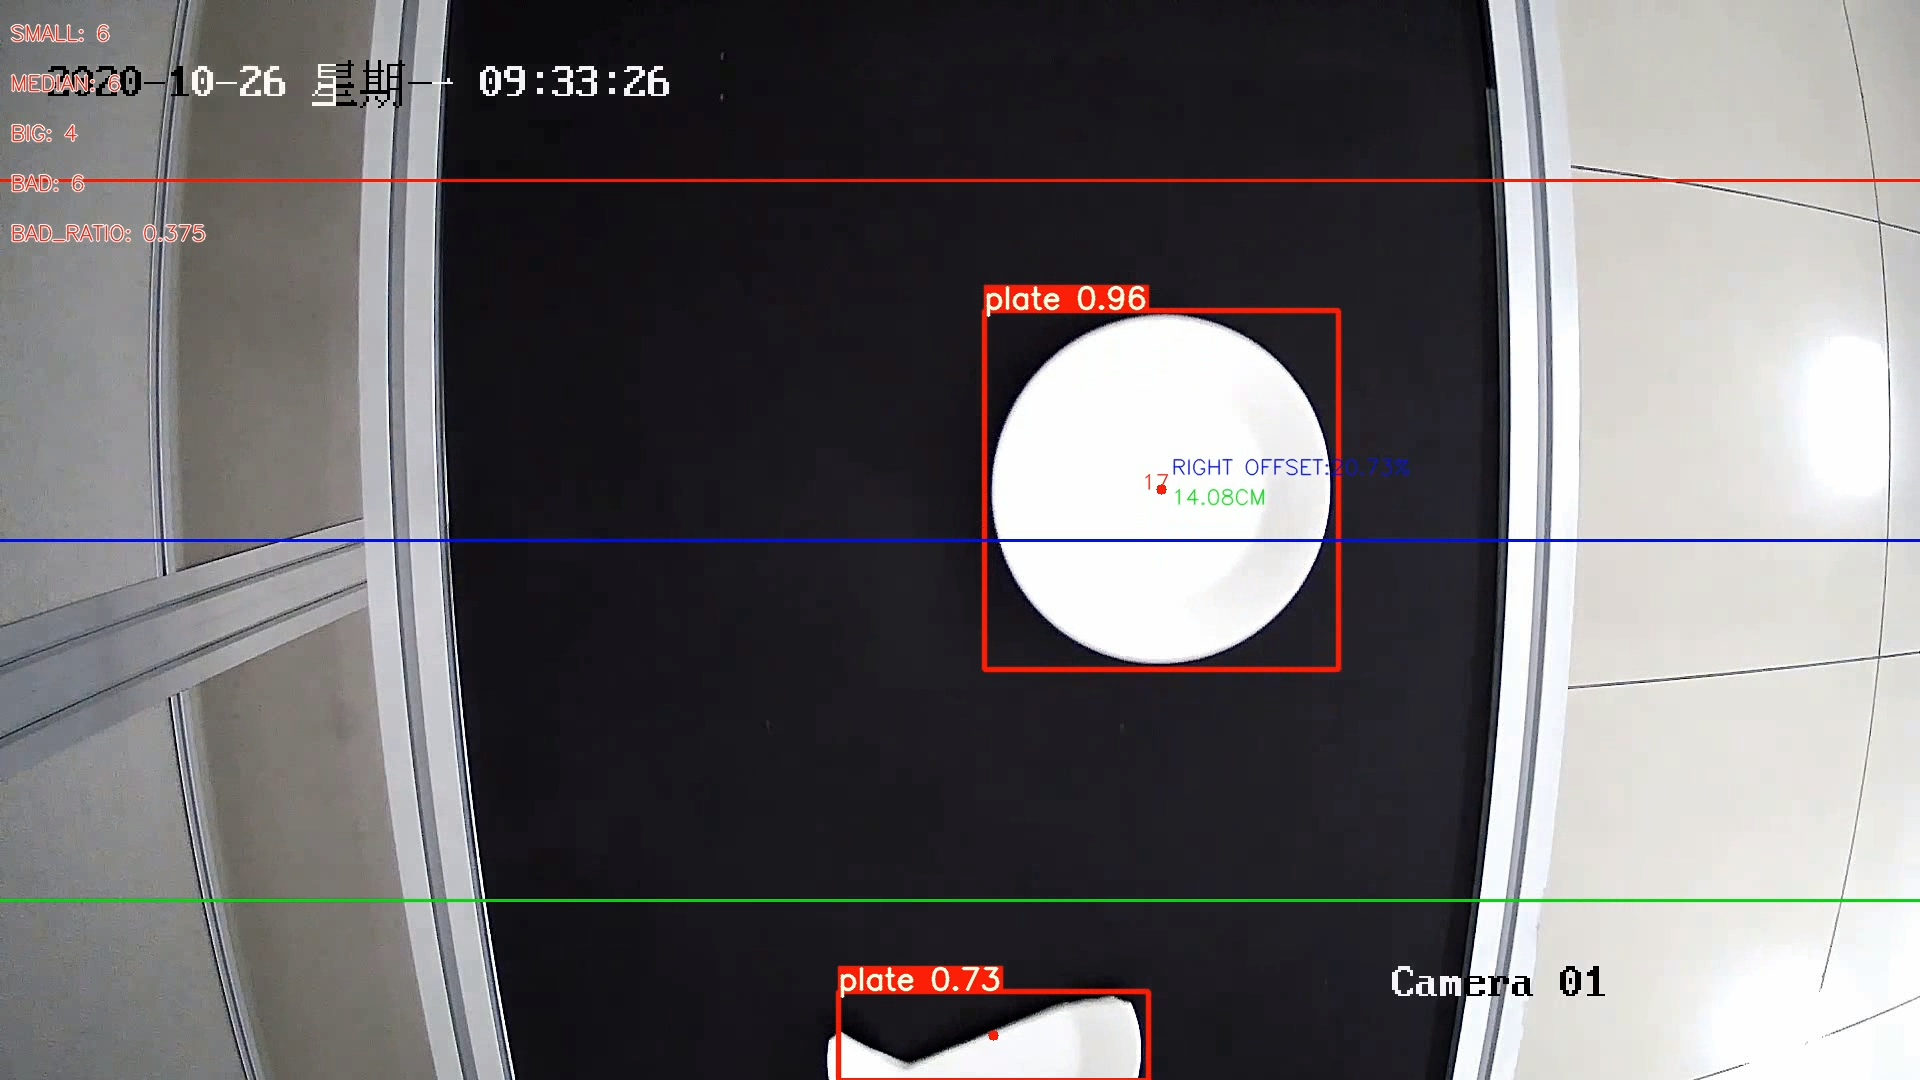 SMALL: 6
2020-10-26 星期一 09:33:26
MEDIAN: 6
BIG: 4
BAD: 6
BAD_RATIO: 0.375
plate 0.96
RIGHT OFFSET:20.73%
17
14.08CM
plate 0.73
Camera 01